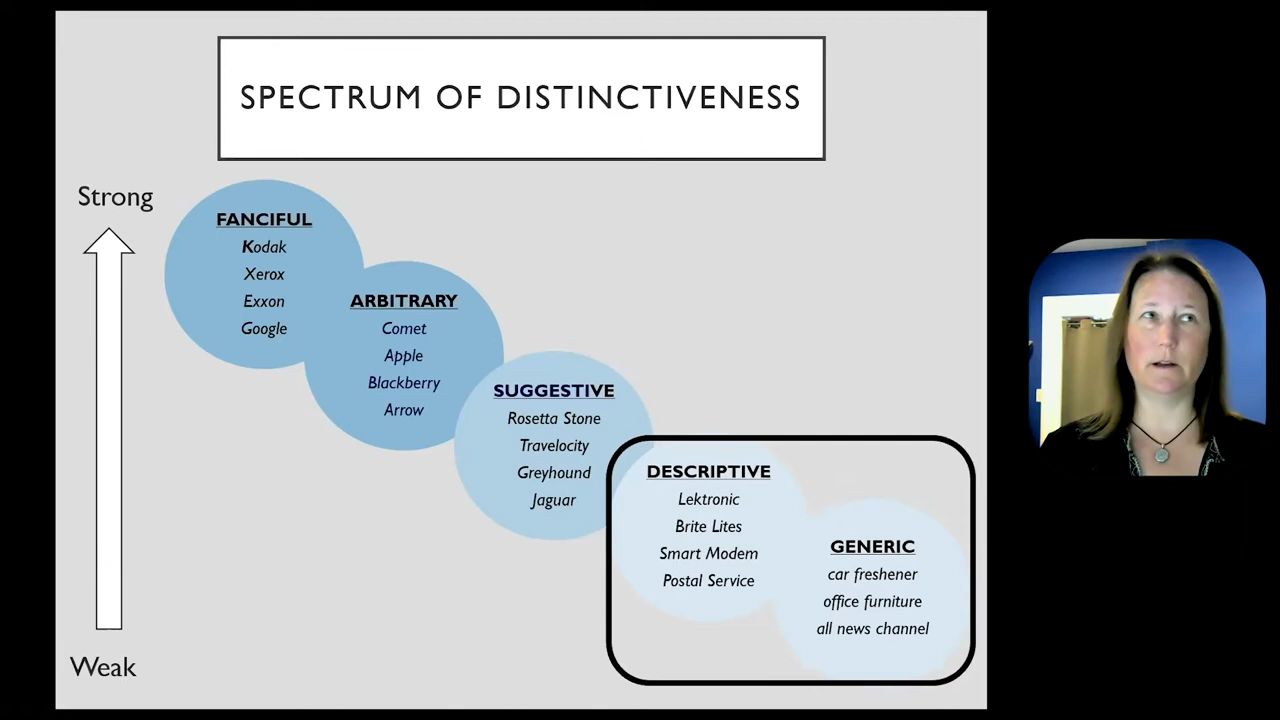 SPECTRUM OF DISTINCTIVENESS
Strong
FANCIFUL
Kodak
Xerox
Exxon
Google
ARBITRARY
Comet
Apple
Blackberry
Arrow
SUGGESTIVE
Rosetta Stone
Travelocity
Greyhound
Jaguar
DESCRIPTIVE
Lektronic
Brite Lites
Smart Modem
Postal Service
GENERIC
car freshener
office furniture
all news channel
Weak